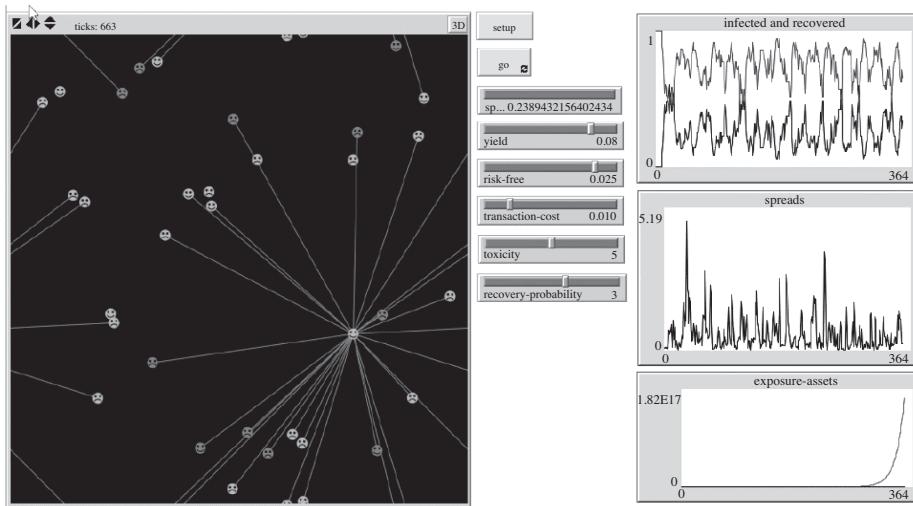 ticks: 663
3D
setup
go
sp... 0.2389432156402434
yield 0.08
risk-free 0.025
transaction-cost 0.010
toxicity 5
recovery-probability 3
infected and recovered
1
0
0 364
spreads
5.19
0
0 364
exposure-assets
1.82E17
0
0 364